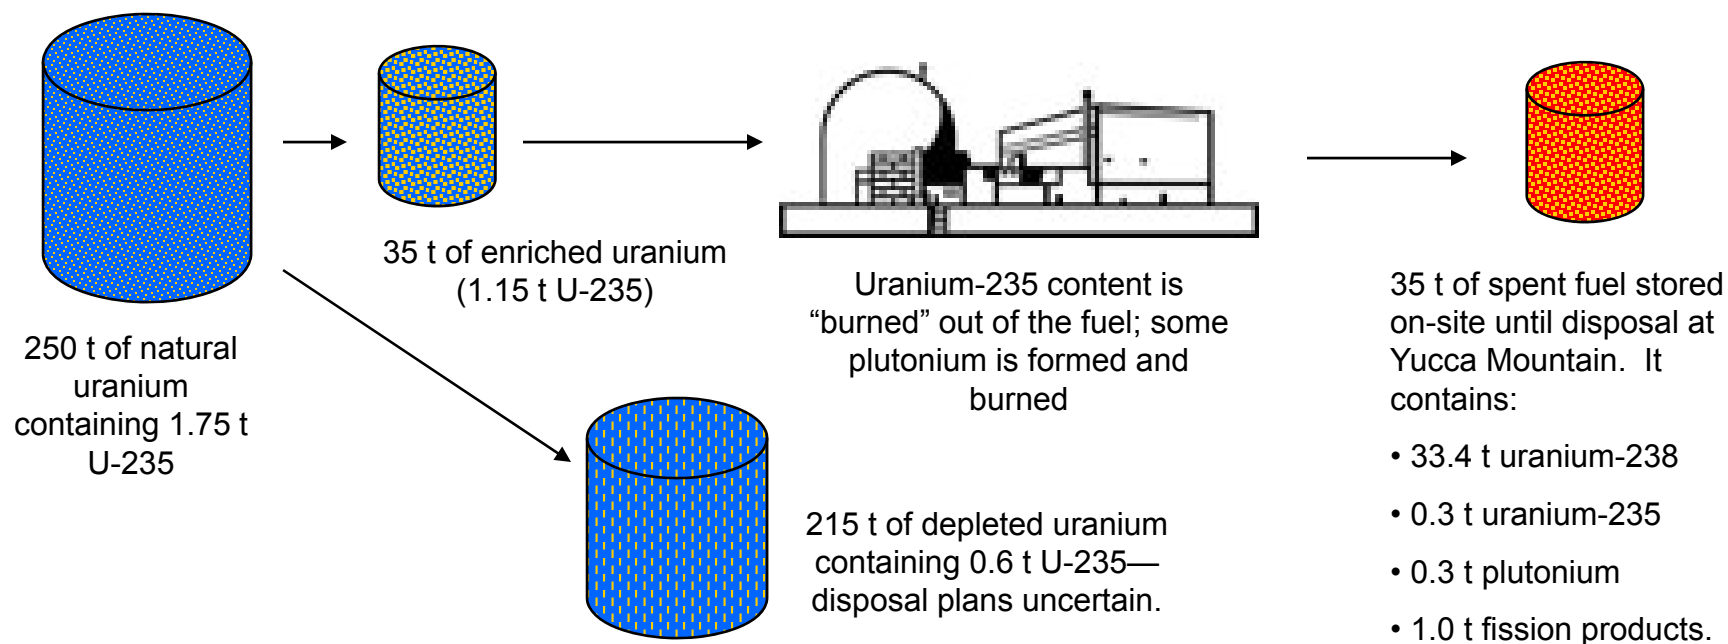 250 t of natural
uranium
containing 1.75 t
U-235
35 t of enriched uranium
(1.15 t U-235)
215 t of depleted uranium
containing 0.6 t U-235—
disposal plans uncertain.
Uranium-235 content is
“burned” out of the fuel; some
plutonium is formed and
burned
35 t of spent fuel stored
on-site until disposal at
Yucca Mountain.  It
contains:
• 33.4 t uranium-238
• 0.3 t uranium-235
• 0.3 t plutonium
• 1.0 t fission products.